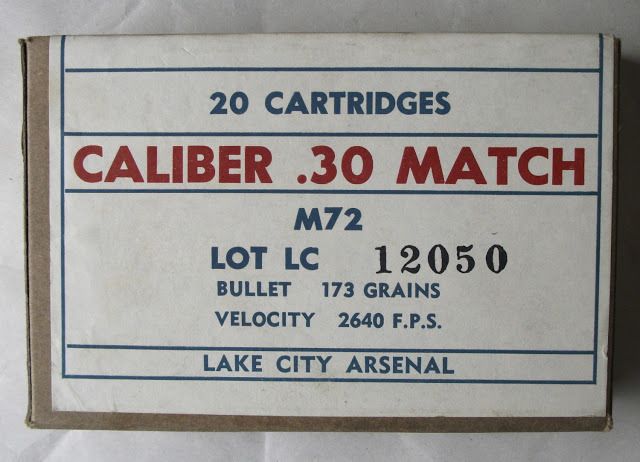 20 CARTRIDGES
CALIBER .30 MATCH
M72
LOT LC 12050
BULLET 173 GRAINS
VELOCITY 2640 F.P.S.
LAKE CITY ARSENAL